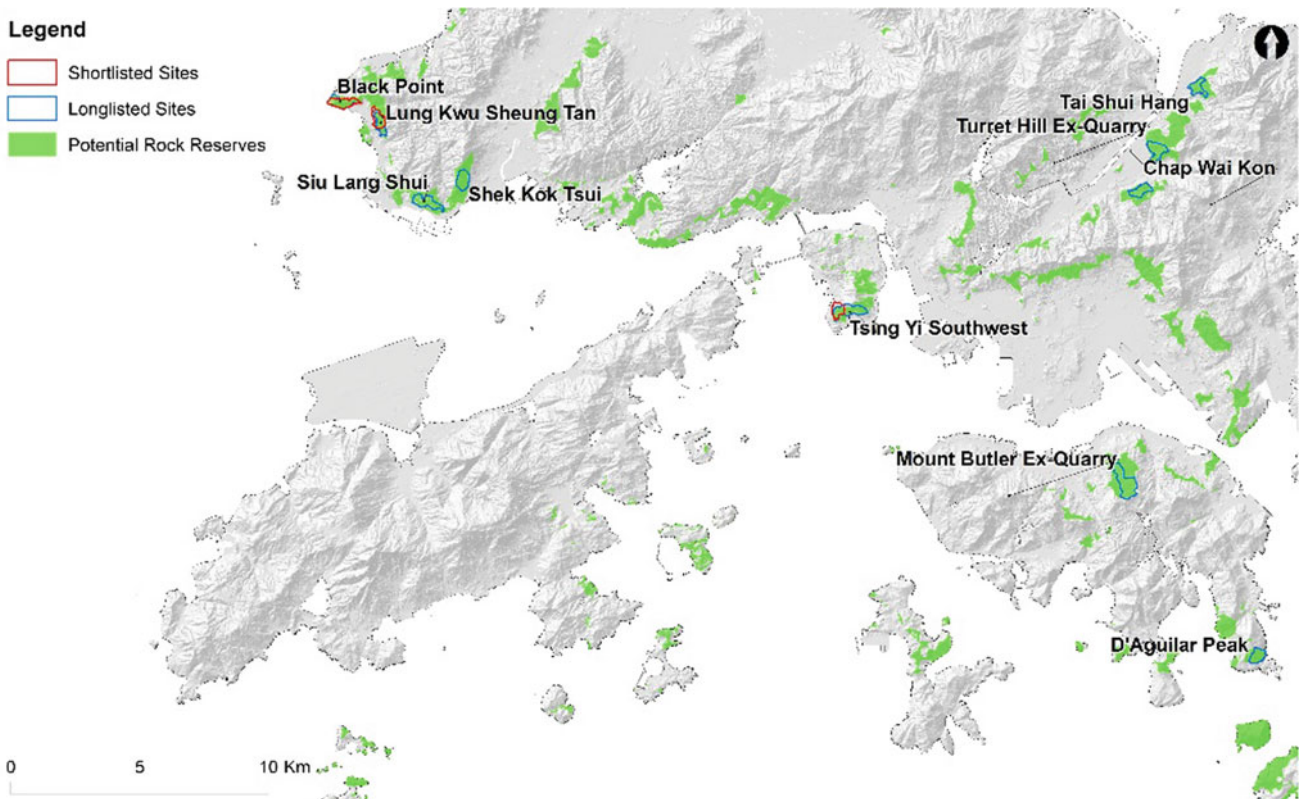 Legend
Shortlisted Sites
Longlisted Sites
Potential Rock Reserves
Black Point
Lung Kwu Sheung Tan
Tai Shui Hang
Turret Hill Ex-Quarry
Chap Wai Kon
Siu Lang Shui
Shek Kok Tsui
Tsing Yi Southwest
Mount Butler Ex-Quarry
D'Aguilar Peak
0 5 10 Km